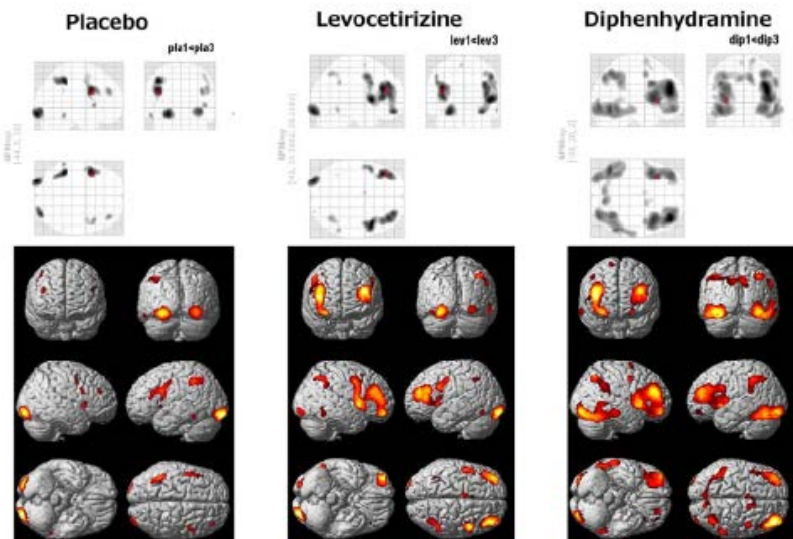 Placebo
Levocetirizine
Diphenhydramine
pla1<pla3
lev1<lev3
dip1<dip3